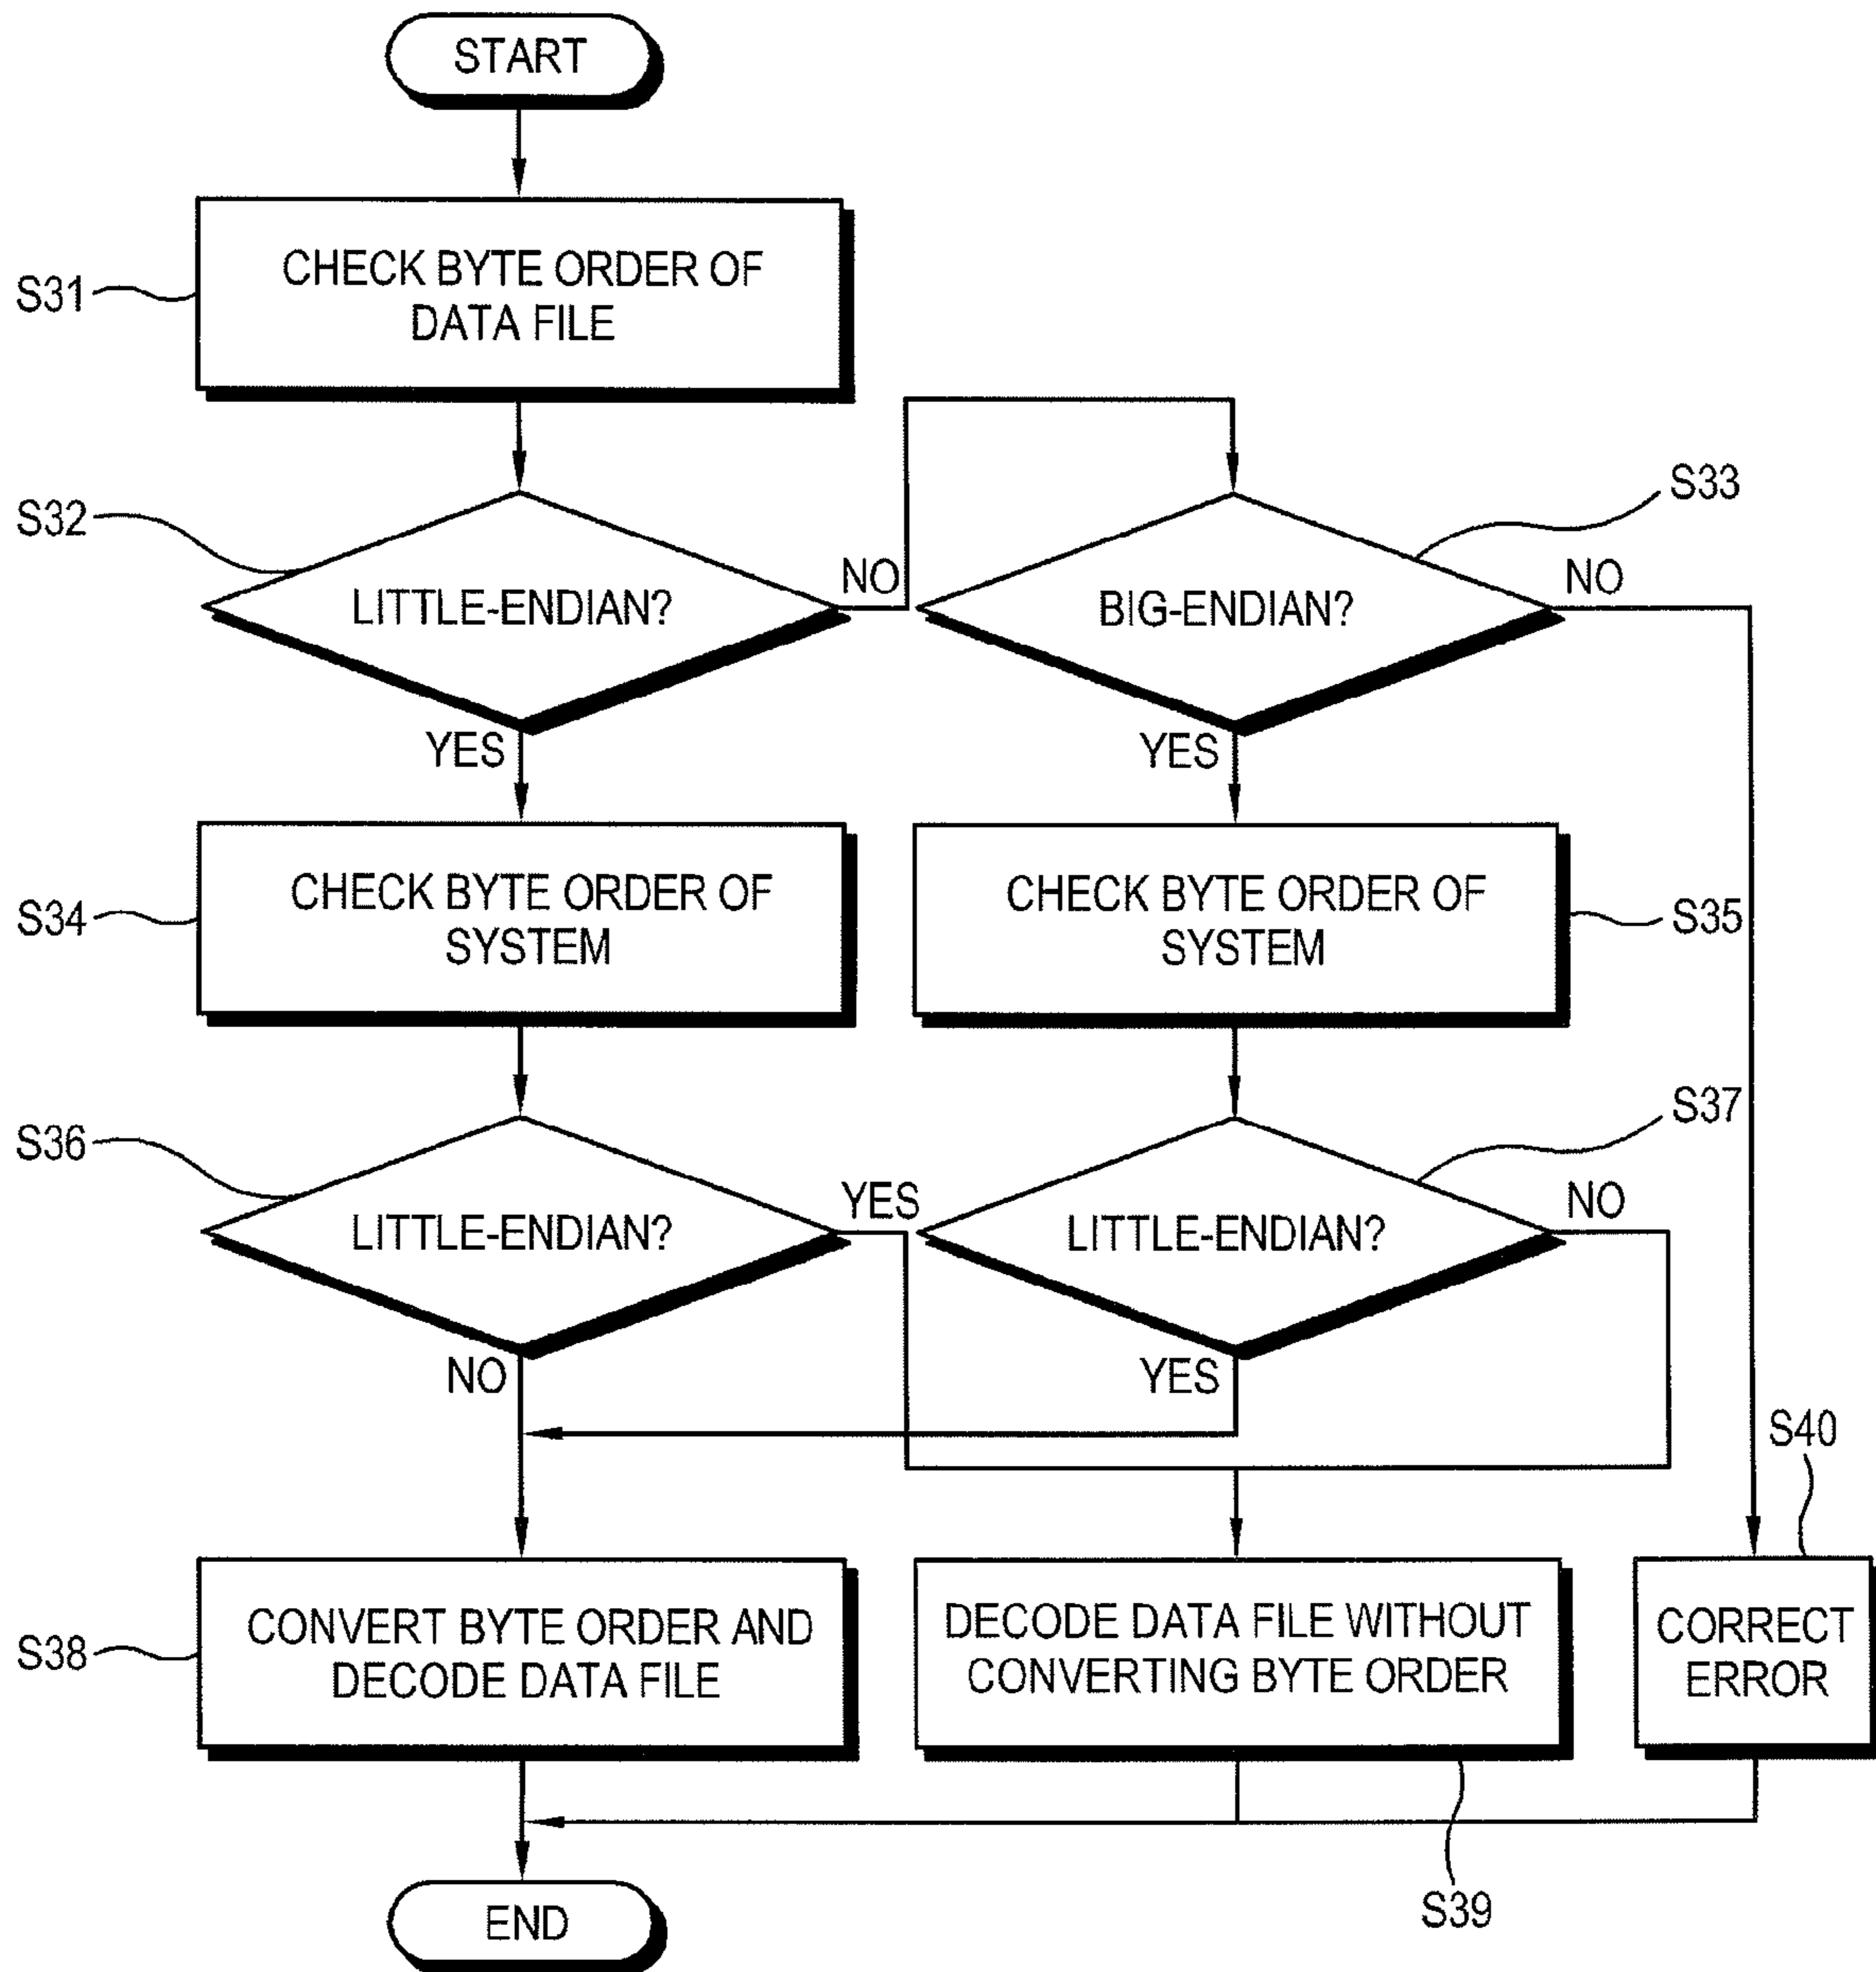 START
S31
CHECK BYTE ORDER OF
DATA FILE
S32
LITTLE-ENDIAN?
NO
YES
S33
BIG-ENDIAN?
NO
YES
S34
CHECK BYTE ORDER OF
SYSTEM
CHECK BYTE ORDER OF
SYSTEM
S35
S36
LITTLE-ENDIAN?
YES
NO
S37
LITTLE-ENDIAN?
NO
YES
S38
CONVERT BYTE ORDER AND
DECODE DATA FILE
DECODE DATA FILE WITHOUT
CONVERTING BYTE ORDER
S39
S40
CORRECT
ERROR
END